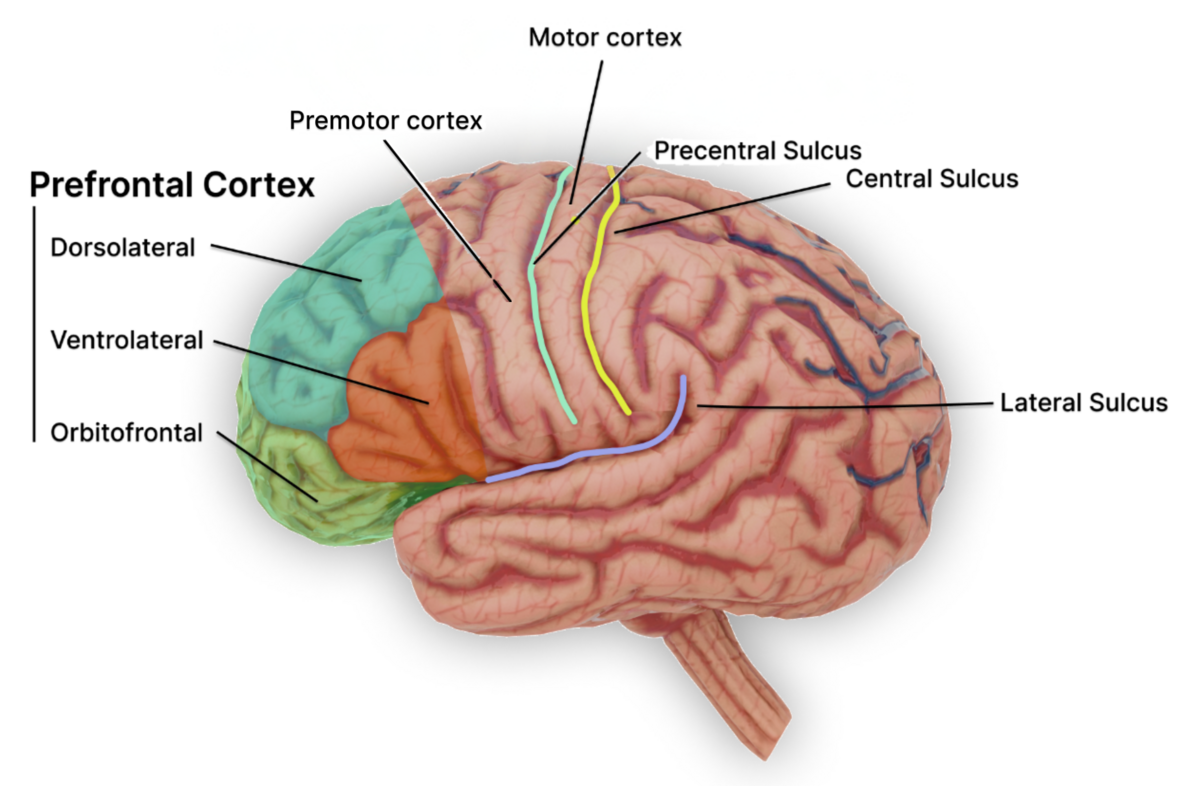 Motor cortex
Premotor cortex
Precentral Sulcus
Central Sulcus
Prefrontal Cortex
Dorsolateral
Ventrolateral
Lateral Sulcus
Orbitofrontal